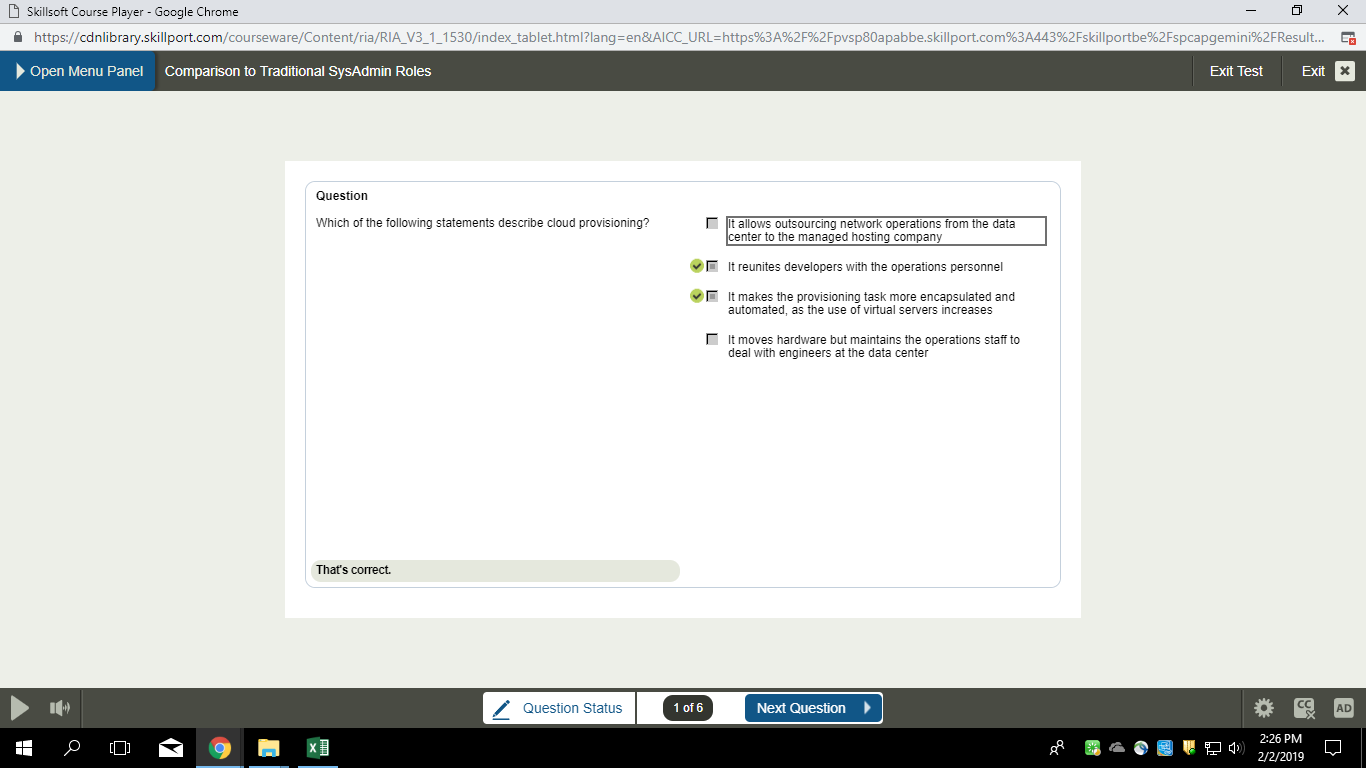 Skillsoft Course Player - Google Chrome
https://cdnlibrary.skillport.com/courseware/Content/ria/RIA_V3_1_1530/index_tablet.html?lang=en&AICC_URL=https%3A%2F%2Fpvsp80apabbe.skillport.com%3A443%2Fskillportbe%2Fspcapgemini%2FResult...
Open Menu Panel
Comparison to Traditional SysAdmin Roles
Exit Test
Exit
Question
Which of the following statements describe cloud provisioning?
It allows outsourcing network operations from the data
center to the managed hosting company
It reunites developers with the operations personnel
It makes the provisioning task more encapsulated and
automated, as the use of virtual servers increases
It moves hardware but maintains the operations staff to
deal with engineers at the data center
That's correct.
Question Status
1 of 6
Next Question
CC
AD
2:26 PM
2/2/2019